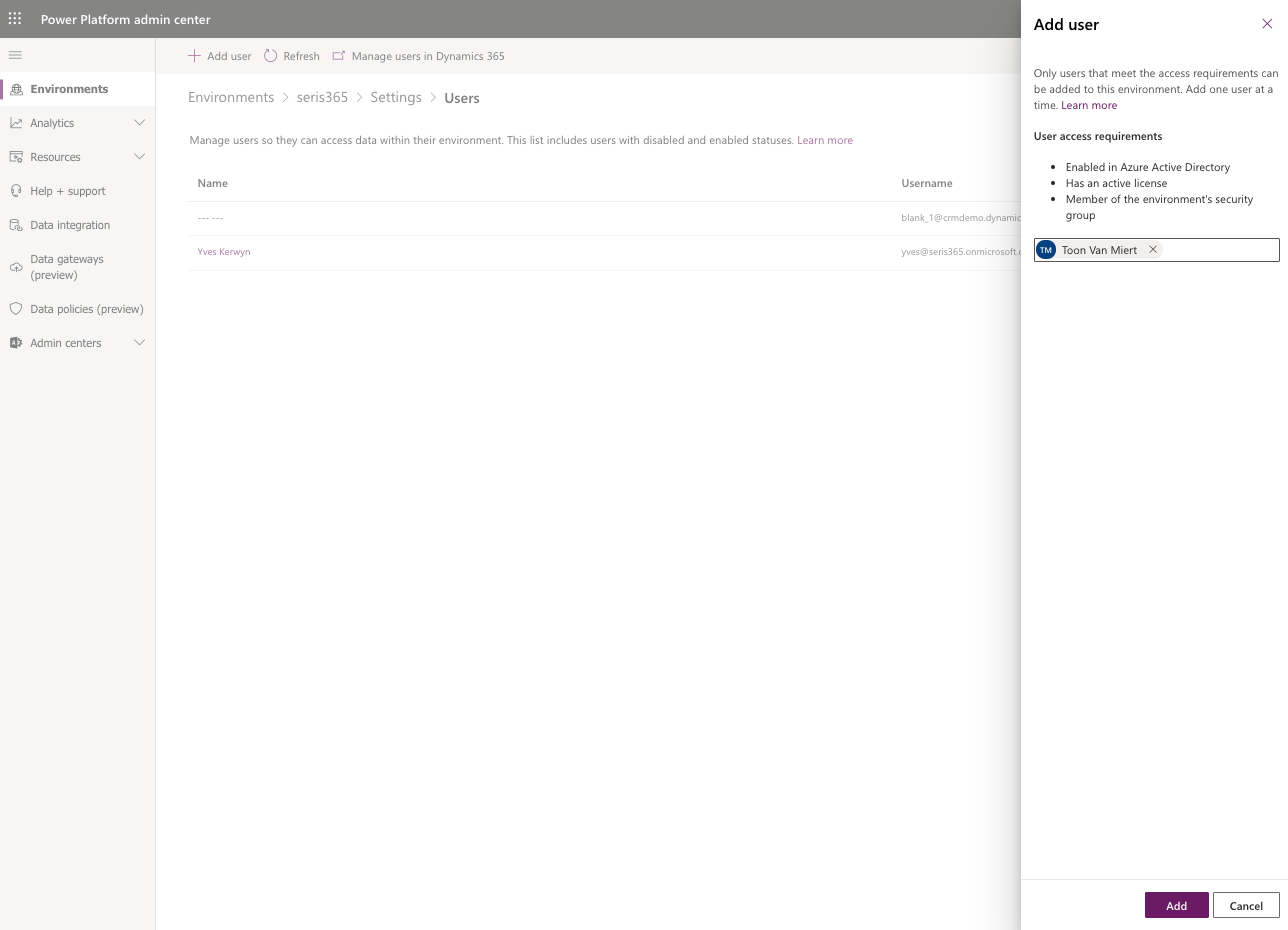 Power Platform admin center
Environments
Analytics
Resources
Help + support
Data integration
Data gateways
(preview)
Data policies (preview)
Admin centers
Add user Refresh Manage users in Dynamics 365
Environments > seris365 > Settings > Users
Manage users so they can access data within their environment. This list includes users with disabled and enabled statuses. Learn more
Name Username
--- --- blank_1@crmdemo.dynamic
Yves Kerwyn yves@seris365.onmicrosoft.
Add user
Only users that meet the access requirements can
be added to this environment. Add one user at a
time. Learn more
User access requirements
• Enabled in Azure Active Directory
• Has an active license
• Member of the environment's security
group
TM Toon Van Miert
Add Cancel